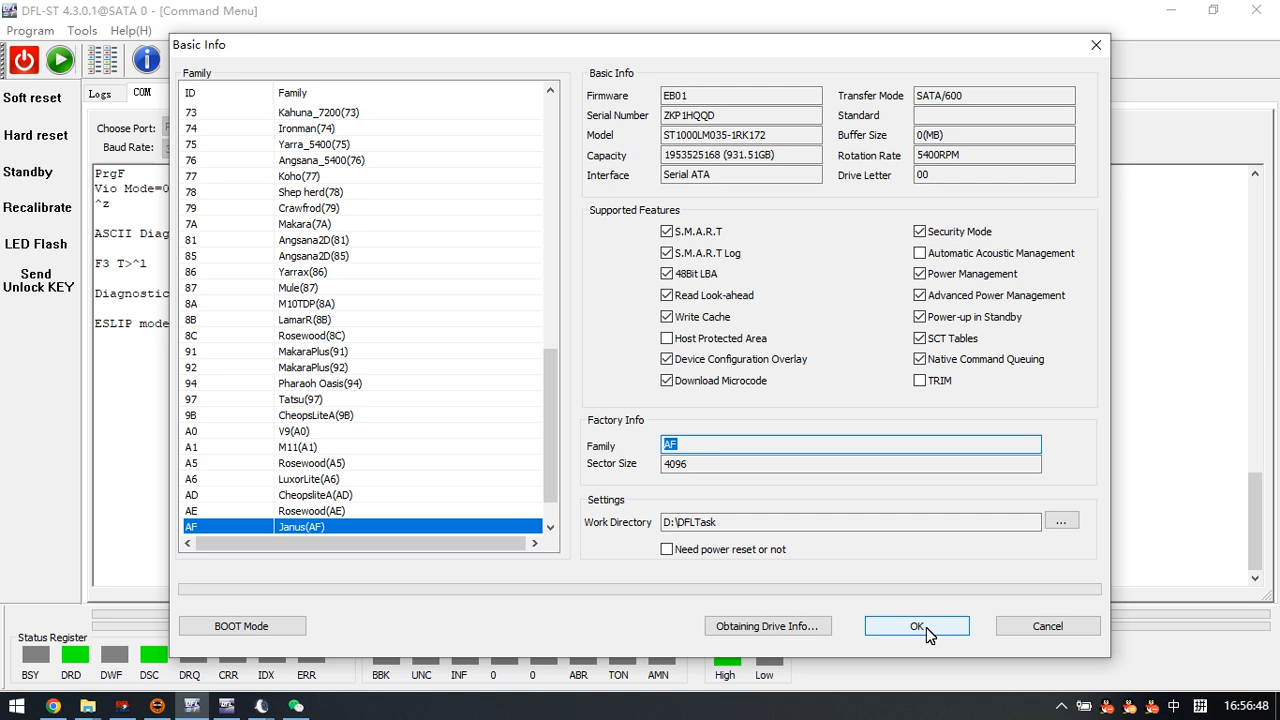 DFL-ST 4.3.0.1@SATA 0 - [Command Menu]
Program Tools Help(H)
Soft reset
Hard reset
Standby
Recalibrate
LED Flash
Send
Unlock KEY
Logs COM
Choose Port:
Baud Rate:
PrgF
Vio Mode=0
^z
ASCII Diag
F3 T>^l
Diagnostic
ESLIP mode
Basic Info
Family
ID Family
73 Kahuna_7200(73)
74 Ironman(74)
75 Yarra_5400(75)
76 Angsana_5400(76)
77 Koho(77)
78 Shep herd(78)
79 Crawfrod(79)
7A Makara(7A)
81 Angsana2D(81)
85 Angsana2D(85)
86 Yarrax(86)
87 Mule(87)
8A M10TDP(8A)
8B LamarR(8B)
8C Rosewood(8C)
91 MakaraPlus(91)
92 MakaraPlus(92)
94 Pharaoh Oasis(94)
97 Tatsu(97)
9B CheopsLiteA(9B)
A0 V9(A0)
A1 M11(A1)
A5 Rosewood(A5)
A6 LuxorLite(A6)
AD CheopsliteA(AD)
AE Rosewood(AE)
AF Janus(AF)
Basic Info
Firmware EB01 Transfer Mode SATA/600
Serial Number ZKP1HQQD Standard
Model ST1000LM035-1RK172 Buffer Size 0(MB)
Capacity 1953525168 (931.51GB) Rotation Rate 5400RPM
Interface Serial ATA Drive Letter 00
Supported Features
S.M.A.R.T Security Mode
S.M.A.R.T Log Automatic Acoustic Management
48Bit LBA Power Management
Read Look-ahead Advanced Power Management
Write Cache Power-up in Standby
Host Protected Area SCT Tables
Device Configuration Overlay Native Command Queuing
Download Microcode TRIM
Factory Info
Family AF
Sector Size 4096
Settings
Work Directory D:\DFLTask ...
Need power reset or not
BOOT Mode Obtaining Drive Info... OK Cancel
Status Register
BSY DRD DWF DSC DRQ CRR IDX ERR BBK UNC INF 0 0 ABR TON AMN High Low
中 拼 16:56:48